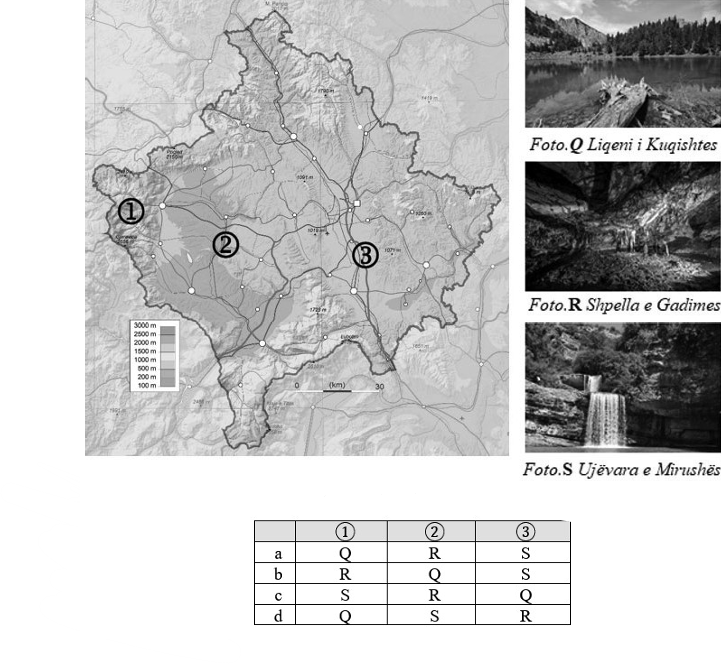 ①
②
③
3000 m
2500 m
2000 m
1500 m
1000 m
500 m
200 m
100 m
0 (km) 30
Foto.Q Liqeni i Kuqishtes
Foto.R Shpella e Gadimes
Foto.S Ujëvara e Mirushës
① ② ③
a Q R S
b R Q S
c S R Q
d Q S R